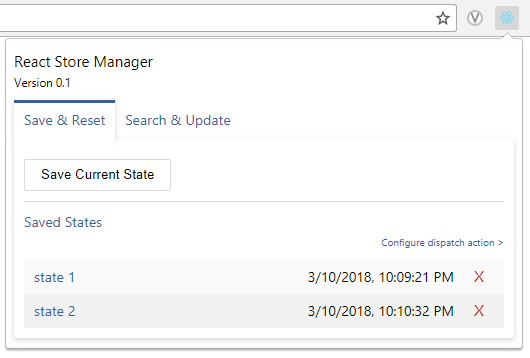 V
React Store Manager
Version 0.1
Save & Reset Search & Update
Save Current State
Saved States
Configure dispatch action >
state 1 3/10/2018, 10:09:21 PM X
state 2 3/10/2018, 10:10:32 PM X